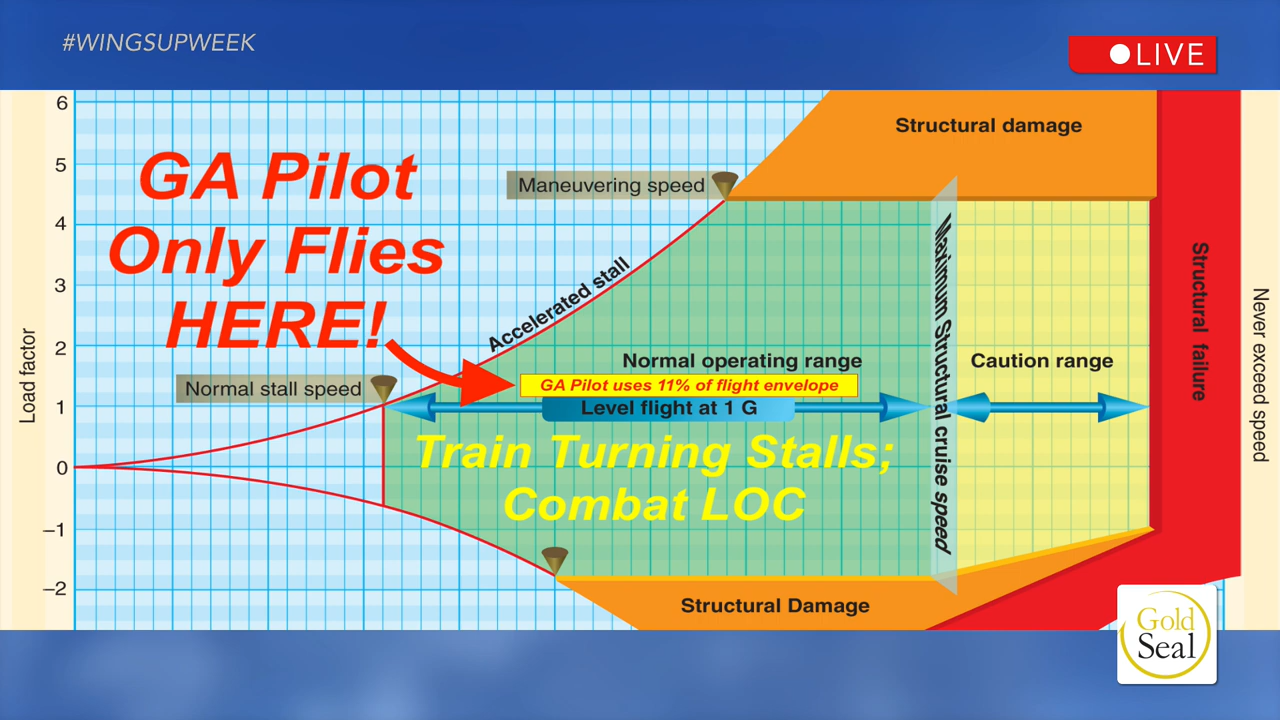 #WINGSUPWEEK
LIVE
6
5
4
3
2
1
0
–1
–2
Load factor
GA Pilot
Only Flies
HERE!
Structural damage
Maneuvering speed
Accelerated stall
Normal stall speed
Normal operating range
GA Pilot uses 11% of flight envelope
Level flight at 1 G
Caution range
Train Turning Stalls;
Combat LOC
Maximum Structural cruise speed
Structural failure
Never exceed speed
Structural Damage
Gold
Seal